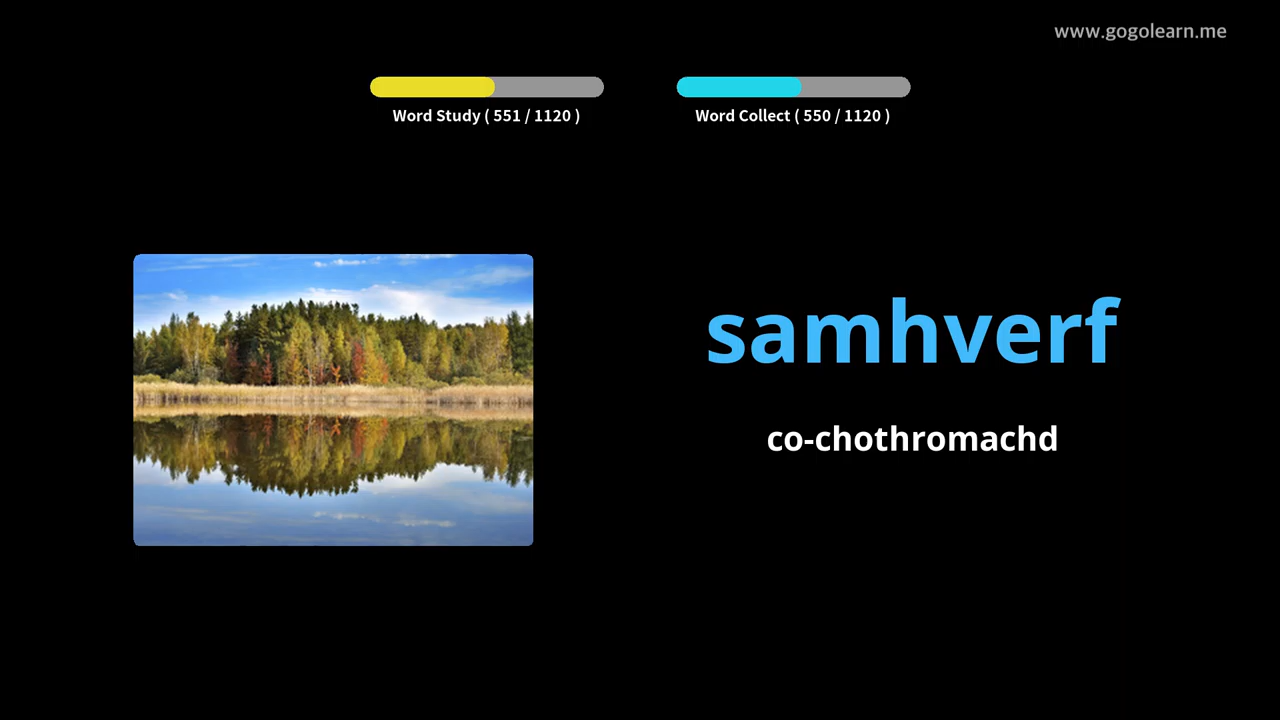 www.gogolearn.me
Word Study ( 551 / 1120 )
Word Collect ( 550 / 1120 )
samhverf
co-chothromachd